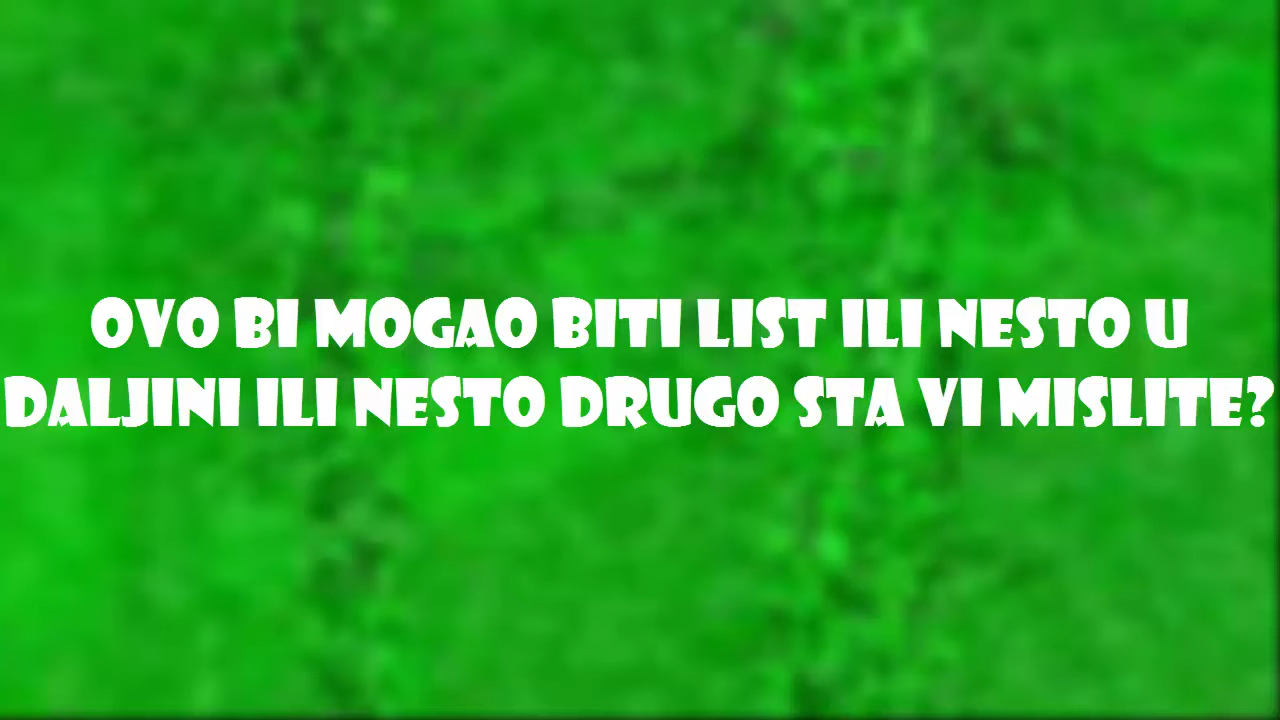 OVO BI MOGAO BITI LIST ILI NESTO U
DALJINI ILI NESTO DRUGO STA VI MISLITE?